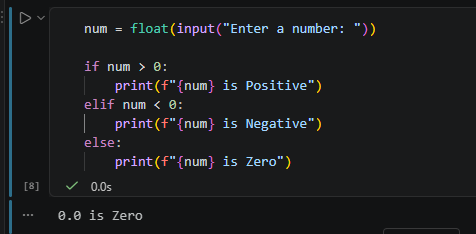 num = float(input("Enter a number: "))
if num > 0:
    print(f"{num} is Positive")
elif num < 0:
    print(f"{num} is Negative")
else:
    print(f"{num} is Zero")
[8] 0.0s
0.0 is Zero